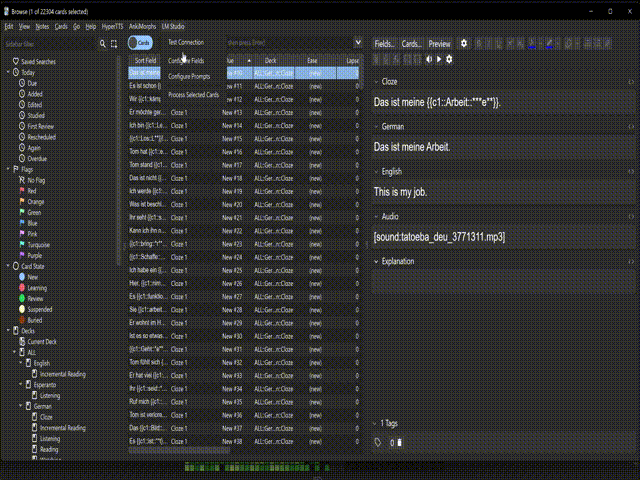 Browse (1 of 22304 cards selected)
Edit View Notes Cards Go Help HyperTTS AnkiMorphs LM Studio
Cards
Test Connection
Configure Fields
Configure Prompts
Process Selected Cards
then press Enter)
Fields... Cards... Preview
Sidebar filter
Saved Searches
Today
Due
Added
Edited
Studied
First Review
Rescheduled
Again
Overdue
Flags
No Flag
Red
Orange
Green
Blue
Pink
Turquoise
Purple
Card State
New
Learning
Review
Suspended
Buried
Decks
Current Deck
ALL
English
Incremental Reading
Esperanto
Listening
German
Cloze
Incremental Reading
Listening
Reading
Sort Field Due Deck Ease Lapse
Das ist meine ALL::Ger...n::Cloze (new) 0
Es ist schon {{ #11 ALL::Ger...n::Cloze (new) 0
Wir {{c1::kämp #12 ALL::Ger...n::Cloze (new) 0
Er möchte ger... Cloze 1 New #13 ALL::Ger...n::Cloze (new) 0
Ich bin {{c1::Le... Cloze 1 New #14 ALL::Ger...n::Cloze (new) 0
{{c1::Los::L**}}... Cloze 1 New #15 ALL::Ger...n::Cloze (new) 0
Tom hat {{c1::e... Cloze 1 New #16 ALL::Ger...n::Cloze (new) 0
Tom stand {{c1... Cloze 1 New #17 ALL::Ger...n::Cloze (new) 0
Das ist nicht {{... Cloze 1 New #18 ALL::Ger...n::Cloze (new) 0
Ich werde {{c1... Cloze 1 New #19 ALL::Ger...n::Cloze (new) 0
Was ist beschl... Cloze 1 New #20 ALL::Ger...n::Cloze (new) 0
Ihr seht {{c1::... Cloze 1 New #21 ALL::Ger...n::Cloze (new) 0
Kann ich ihn n... Cloze 1 New #22 ALL::Ger...n::Cloze (new) 0
{{c1::bring::*r**... Cloze 1 New #23 ALL::Ger...n::Cloze (new) 0
{{c1::Schaffe::... Cloze 1 New #24 ALL::Ger...n::Cloze (new) 0
Ich habe ein {{... Cloze 1 New #25 ALL::Ger...n::Cloze (new) 0
Hier, {{c1::nim... Cloze 1 New #26 ALL::Ger...n::Cloze (new) 0
Es {{c1::funktio... Cloze 1 New #27 ALL::Ger...n::Cloze (new) 0
Sie {{c1::arbeit... Cloze 1 New #28 ALL::Ger...n::Cloze (new) 0
Er wohnt im H... Cloze 1 New #29 ALL::Ger...n::Cloze (new) 0
Ist es so etwas... Cloze 1 New #30 ALL::Ger...n::Cloze (new) 0
{{c1::Geht::*e**... Cloze 1 New #31 ALL::Ger...n::Cloze (new) 0
Tom fühlt sich {... Cloze 1 New #32 ALL::Ger...n::Cloze (new) 0
Er hat viel {{c1... Cloze 1 New #33 ALL::Ger...n::Cloze (new) 0
Ihr {{c1::seid::*... Cloze 1 New #34 ALL::Ger...n::Cloze (new) 0
Ruf mich {{c1::... Cloze 1 New #35 ALL::Ger...n::Cloze (new) 0
Tom ist verlore... Cloze 1 New #36 ALL::Ger...n::Cloze (new) 0
Das {{c1::Bild::... Cloze 1 New #37 ALL::Ger...n::Cloze (new) 0
Es {{c1::ist::**}}... Cloze 1 New #38 ALL::Ger...n::Cloze (new) 0
Cloze
Das ist meine {{c1::Arbeit::***e**}}.
German
Das ist meine Arbeit.
English
This is my job.
Audio
[sound:tatoeba_deu_3771311.mp3]
Explanation
1 Tags
0